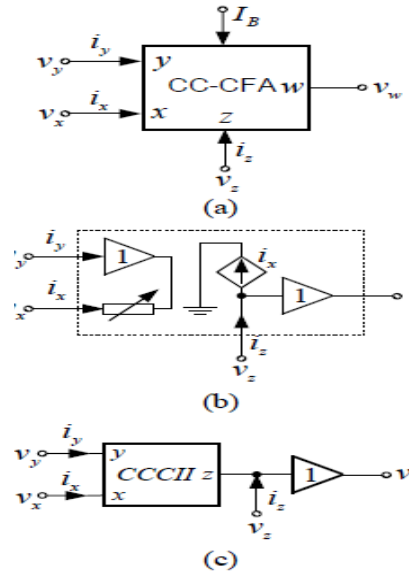 I_B
i_y
v_y y
CC-CFA w v_w
i_x
v_x x
z
i_z
v_z
(a)
i_y
y 1
i_x
i_x
x 1
i_z
v_z
(b)
i_y
v_y y
CCCII z 1 v
i_x
v_x x
i_z
v_z
(c)